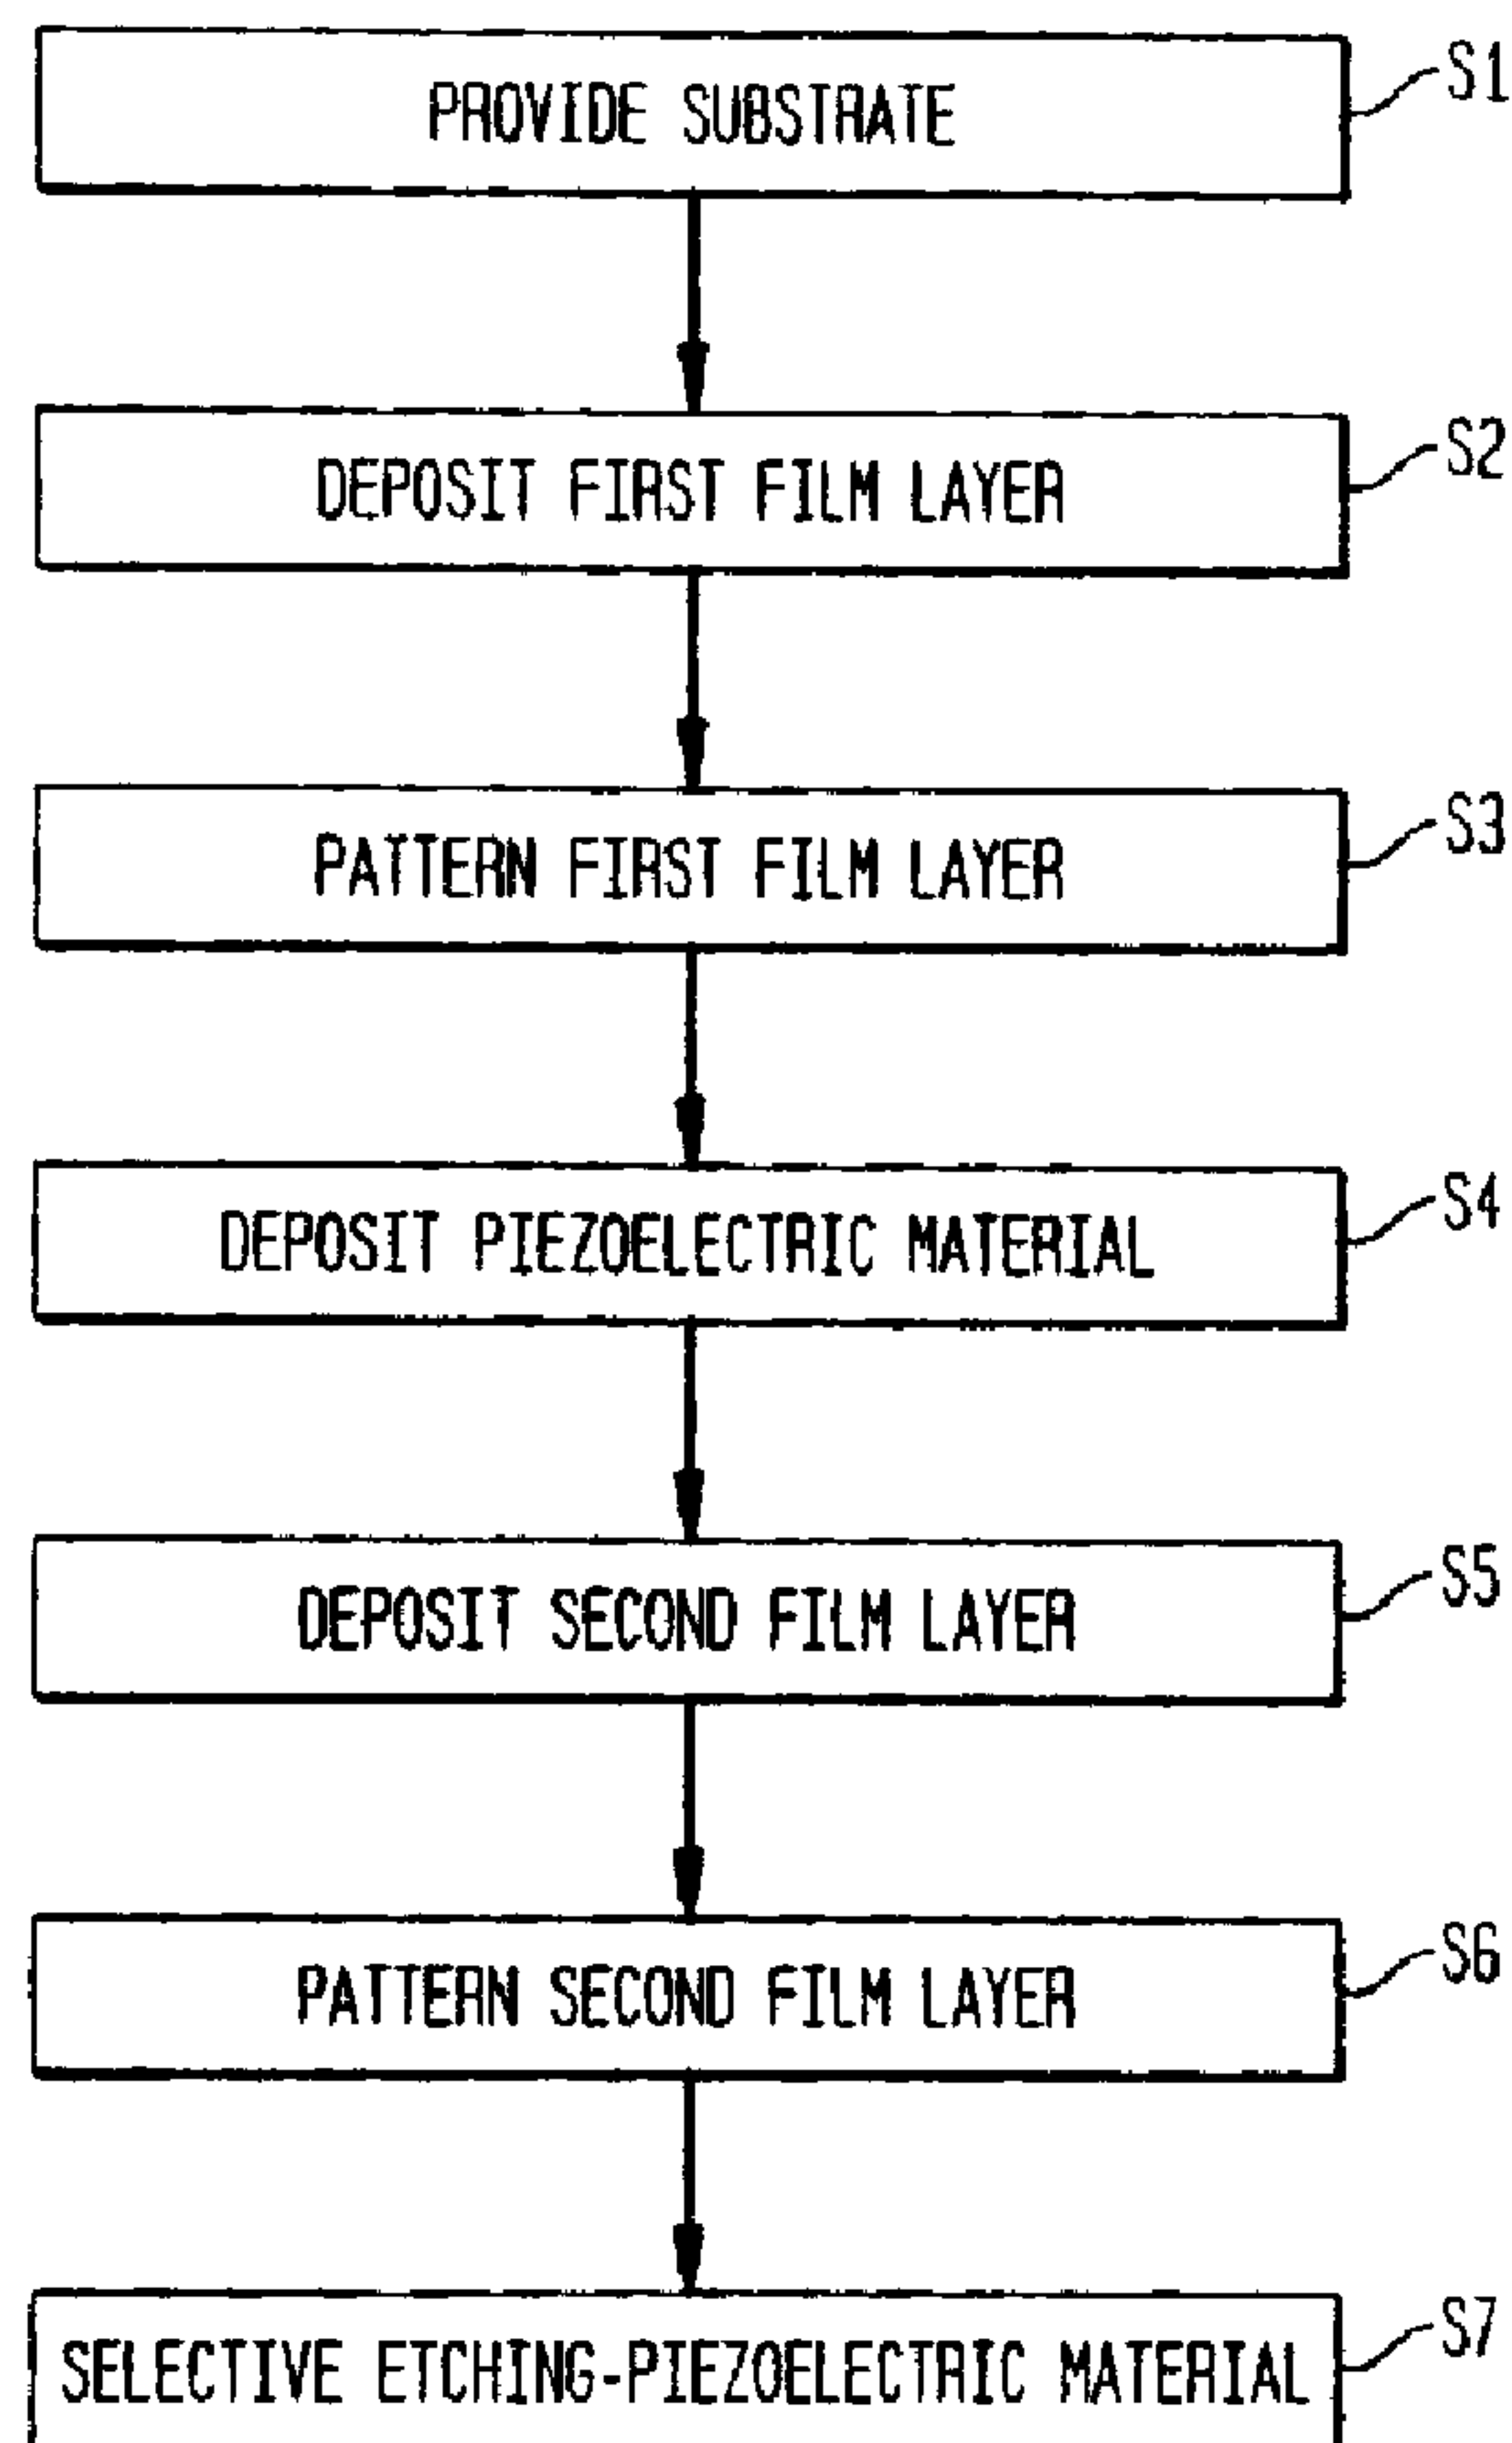 PROVIDE SUBSTRATE S1
DEPOSIT FIRST FILM LAYER S2
PATTERN FIRST FILM LAYER S3
DEPOSIT PIEZOELECTRIC MATERIAL S4
DEPOSIT SECOND FILM LAYER S5
PATTERN SECOND FILM LAYER S6
SELECTIVE ETCHING-PIEZOELECTRIC MATERIAL S7